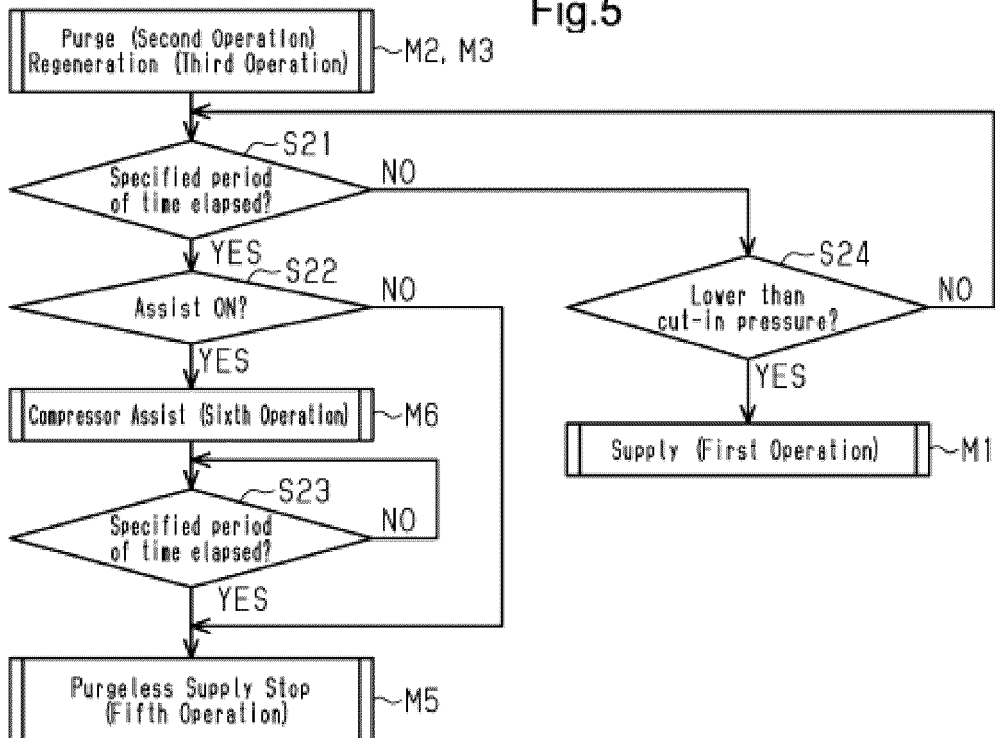 Fig.5
Purge (Second Operation)
Regeneration (Third Operation)
M2, M3
S21
Specified period
of time elapsed?
NO
YES
S22
Assist ON?
NO
YES
S24
Lower than
cut-in pressure?
NO
YES
Compressor Assist (Sixth Operation)
M6
Supply (First Operation)
M1
S23
Specified period
of time elapsed?
NO
YES
Purgeless Supply Stop
(Fifth Operation)
M5